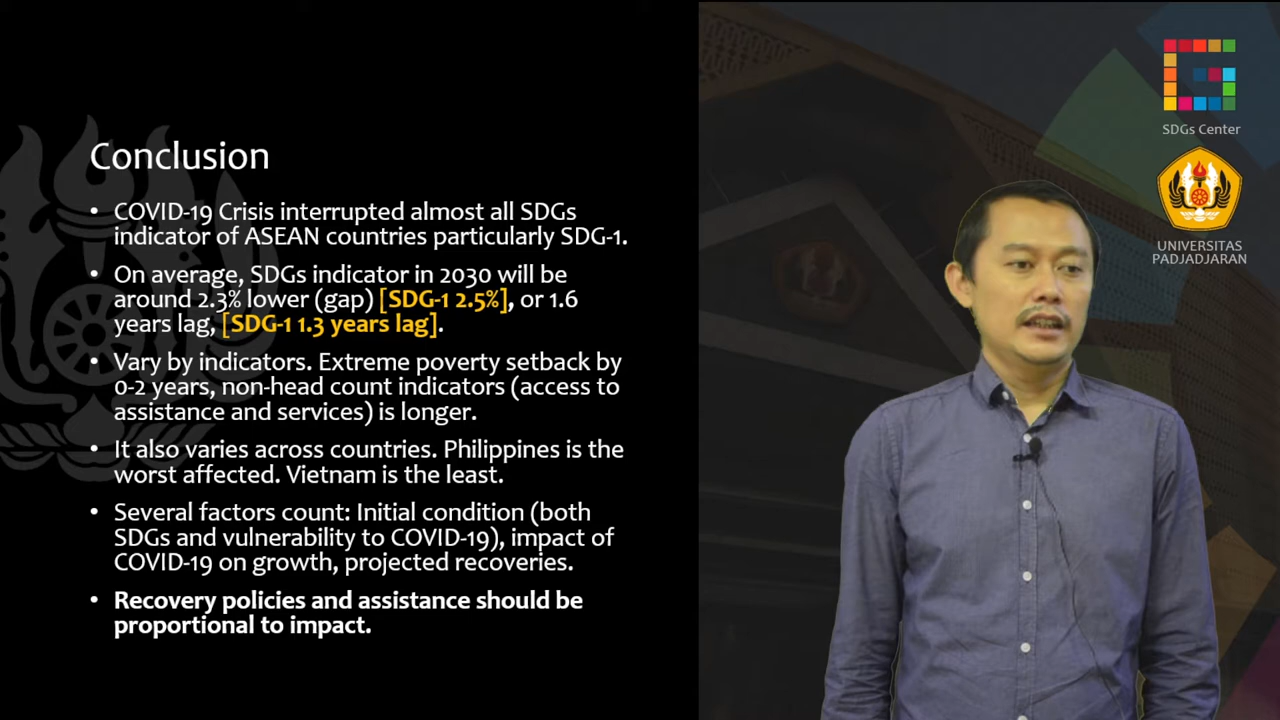 Conclusion
• COVID-19 Crisis interrupted almost all SDGs
indicator of ASEAN countries particularly SDG-1.
• On average, SDGs indicator in 2030 will be
around 2.3% lower (gap) [SDG-1 2.5%], or 1.6
years lag, [SDG-1 1.3 years lag].
• Vary by indicators. Extreme poverty setback by
0-2 years, non-head count indicators (access to
assistance and services) is longer.
• It also varies across countries. Philippines is the
worst affected. Vietnam is the least.
• Several factors count: Initial condition (both
SDGs and vulnerability to COVID-19), impact of
COVID-19 on growth, projected recoveries.
• Recovery policies and assistance should be
proportional to impact.
SDGs Center
UNIVERSITAS
PADJADJARAN